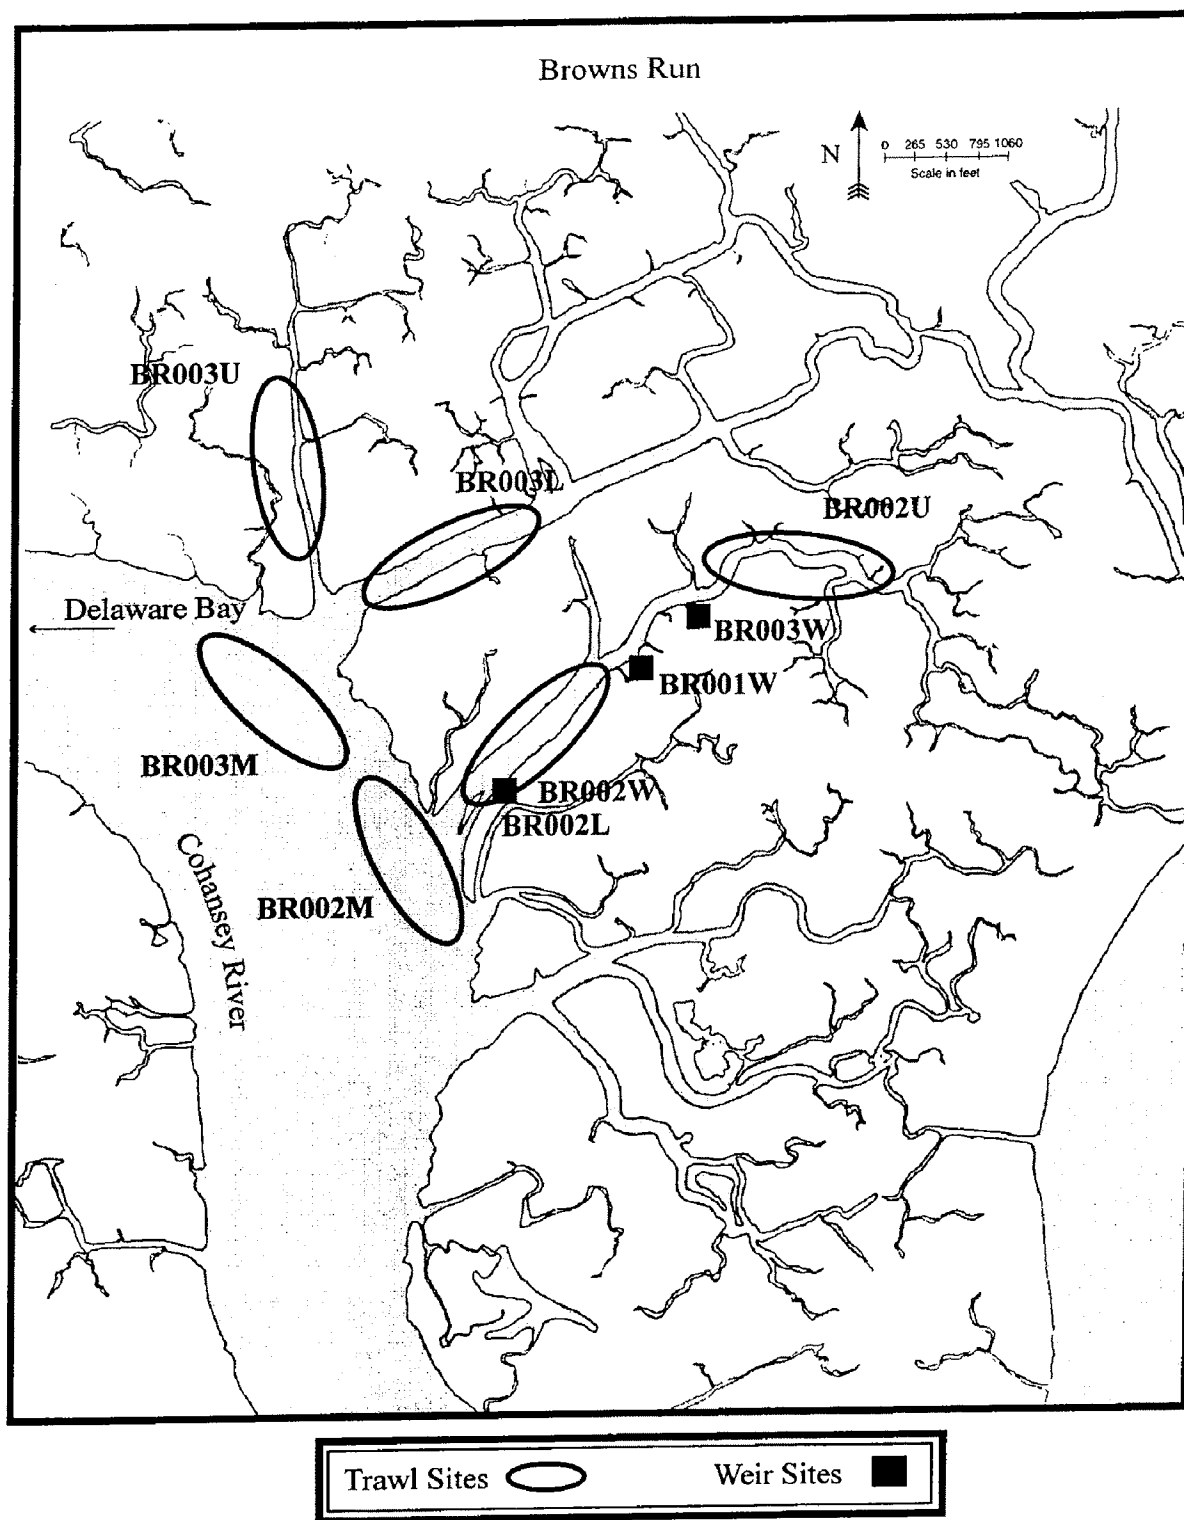 Browns Run
N
0 265 530 795 1060
Scale in feet
BR003U
BR003L
BR002U
Delaware Bay
BR003W
BR001W
BR003M
BR002W
BR002L
Cohansey River
BR002M
Trawl Sites
Weir Sites